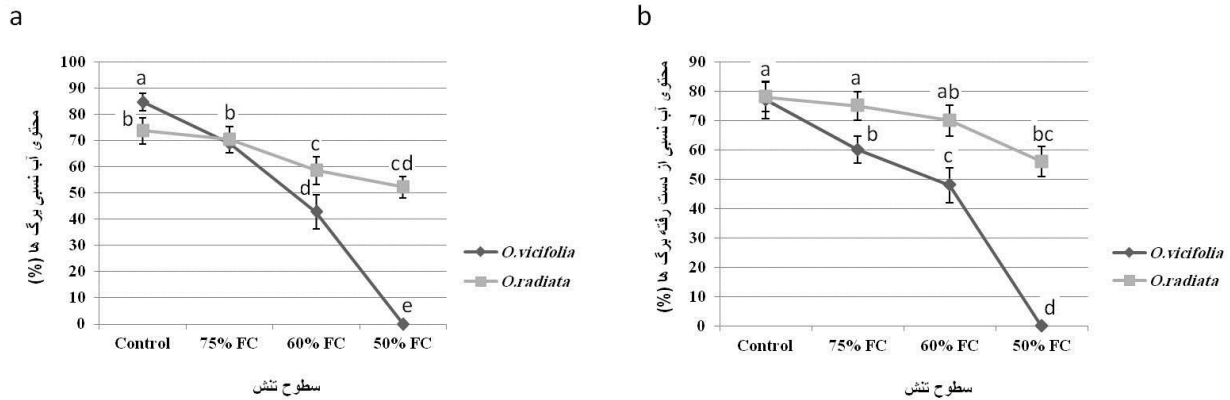 a
محتوی آب نسبی برگ ها (%)
100
90
80
70
60
50
40
30
20
10
0
a
b
b
c
d
cd
e
Control
75% FC
60% FC
50% FC
سطوح تنش
O.vicifolia
O.radiata
b
محتوی آب نسبی از دست رفته برگ ها (%)
90
80
70
60
50
40
30
20
10
0
a
a
b
ab
c
bc
d
Control
75% FC
60% FC
50% FC
سطوح تنش
O.vicifolia
O.radiata